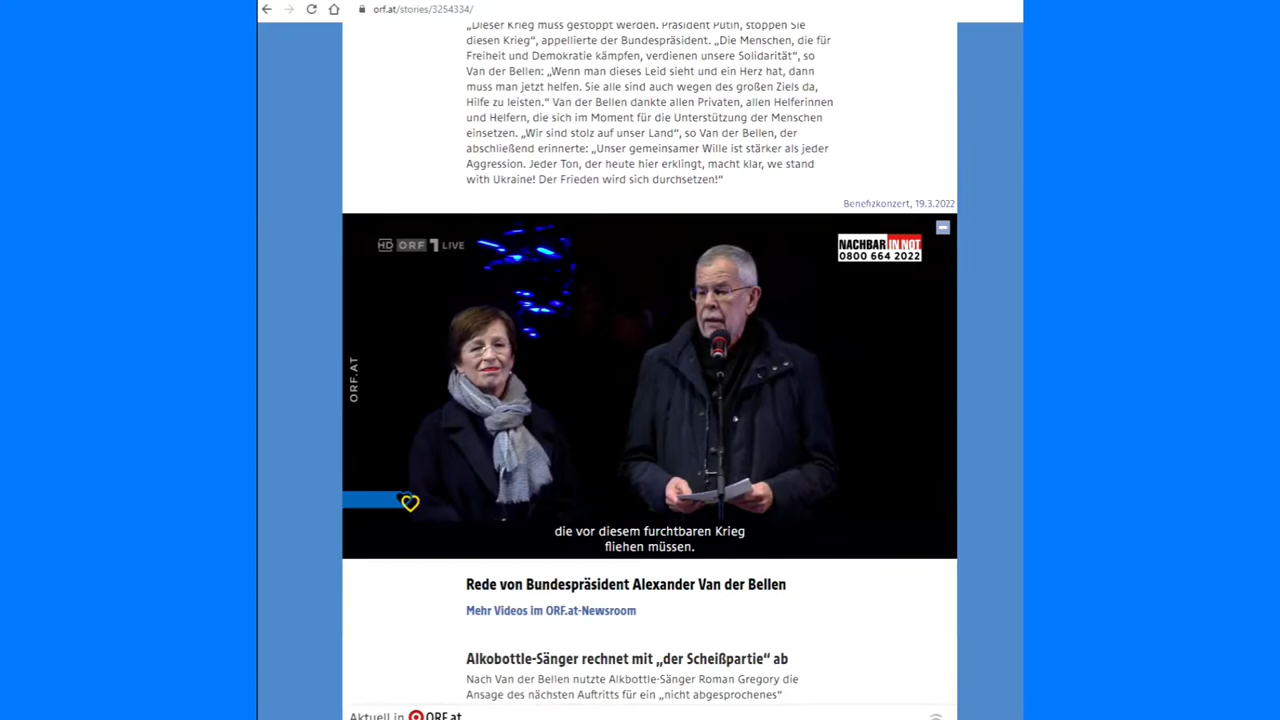 orf.at/stories/3254334/
„Dieser Krieg muss gestoppt werden. Präsident Putin, stoppen Sie
diesen Krieg“, appellierte der Bundespräsident. „Die Menschen, die für
Freiheit und Demokratie kämpfen, verdienen unsere Solidarität“, so
Van der Bellen: „Wenn man dieses Leid sieht und ein Herz hat, dann
muss man jetzt helfen. Sie alle sind auch wegen des großen Ziels da,
Hilfe zu leisten.“ Van der Bellen dankte allen Privaten, allen Helferinnen
und Helfern, die sich im Moment für die Unterstützung der Menschen
einsetzen. „Wir sind stolz auf unser Land“, so Van der Bellen, der
abschließend erinnerte: „Unser gemeinsamer Wille ist stärker als jeder
Aggression. Jeder Ton, der heute hier erklingt, macht klar, we stand
with Ukraine! Der Frieden wird sich durchsetzen!“
Benefizkonzert, 19.3.2022
HD ORF 1 LIVE
NACHBAR IN NOT
0800 664 2022
ORF.AT
die vor diesem furchtbaren Krieg
fliehen müssen.
Rede von Bundespräsident Alexander Van der Bellen
Mehr Videos im ORF.at-Newsroom
Alkobottle-Sänger rechnet mit „der Scheißpartie“ ab
Nach Van der Bellen nutzte Alkbottle-Sänger Roman Gregory die
Ansage des nächsten Auftritts für ein „nicht abgesprochenes“
Aktuell in ORF.at